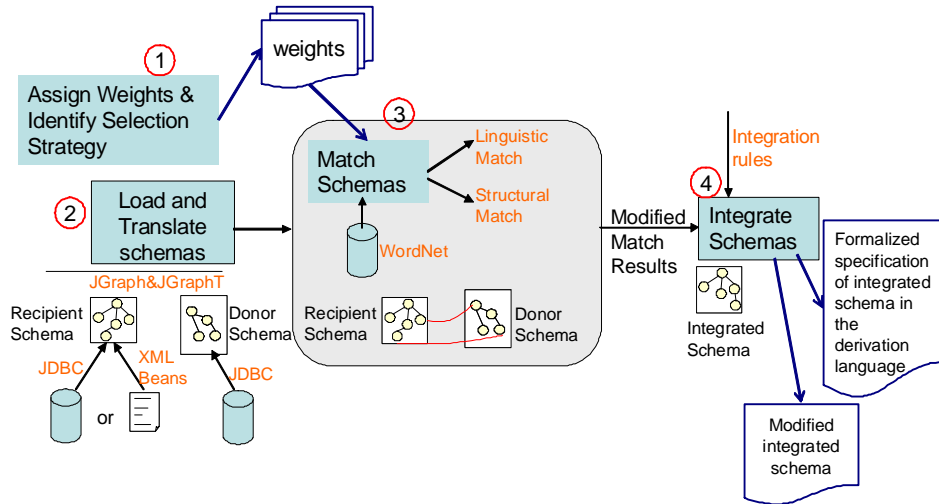 1
weights
Assign Weights &
Identify Selection
Strategy
3
Match
Schemas
Linguistic
Match
Structural
Match
WordNet
Recipient
Schema
Donor
Schema
2
Load and
Translate
schemas
JGraph&JGraphT
Recipient
Schema
Donor
Schema
JDBC
XML
Beans
JDBC
or
Modified
Match
Results
Integration
rules
4
Integrate
Schemas
Integrated
Schema
Formalized
specification
of integrated
schema in
the
derivation
language
Modified
integrated
schema